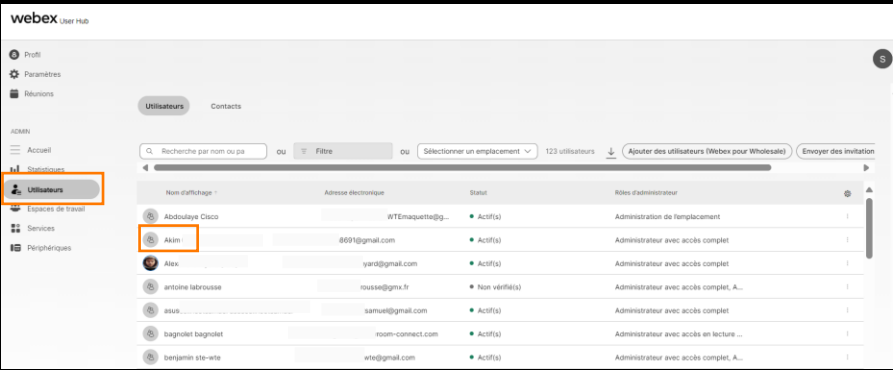 webex User Hub
S
Profil
Paramètres
Réunions
Utilisateurs
Contacts
ADMIN
Accueil
Recherche par nom ou pa
ou
Filtre
ou
Sélectionner un emplacement
123 utilisateurs
Ajouter des utilisateurs (Webex pour Wholesale)
Envoyer des invitation
Statistiques
Utilisateurs
Espaces de travail
Services
Périphériques
Nom d'affichage
Adresse électronique
Statut
Rôles d'administrateur
Abdoulaye Cisco
WTEmaquette@g...
Actif(s)
Administration de l'emplacement
Akim
8691@gmail.com
Actif(s)
Administrateur avec accès complet
Alex
yard@gmail.com
Actif(s)
Administrateur avec accès complet
antoine labrousse
rousse@gmx.fr
Non vérifié(s)
Administrateur avec accès complet, A...
asus
samuel@gmail.com
Actif(s)
Administrateur avec accès complet
bagnolet bagnolet
room-connect.com
Actif(s)
Administrateur avec accès en lecture ...
benjamin ste-wte
wte@gmail.com
Actif(s)
Administrateur avec accès complet, A...